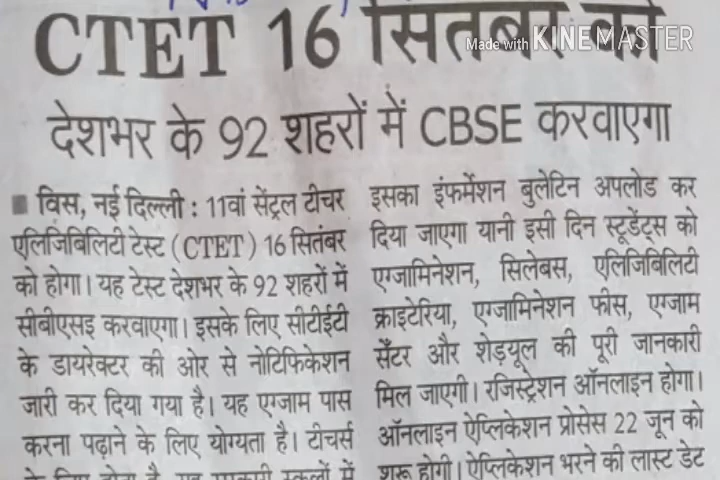 CTET 16 सितंबर को
Made with KINEMASTER
देशभर के 92 शहरों में CBSE करवाएगा
■ विस, नई दिल्ली : 11वां सेंट्रल टीचर
एलिजिबिलिटी टेस्ट (CTET) 16 सितंबर
को होगा। यह टेस्ट देशभर के 92 शहरों में
सीबीएसइ करवाएगा। इसके लिए सीटीईटी
के डायरेक्टर की ओर से नोटिफिकेशन
जारी कर दिया गया है। यह एग्जाम पास
करना पढ़ाने के लिए योग्यता है। टीचर्स
इसका इंफर्मेशन बुलेटिन अपलोड कर
दिया जाएगा यानी इसी दिन स्टूडेंट्स को
एग्जामिनेशन, सिलेबस, एलिजिबिलिटी
क्राइटेरिया, एग्जामिनेशन फीस, एग्जाम
सेंटर और शेड्यूल की पूरी जानकारी
मिल जाएगी। रजिस्ट्रेशन ऑनलाइन होगा।
ऑनलाइन ऐप्लिकेशन प्रोसेस 22 जून को
शुरू होगी। ऐप्लिकेशन भरने की लास्ट डेट